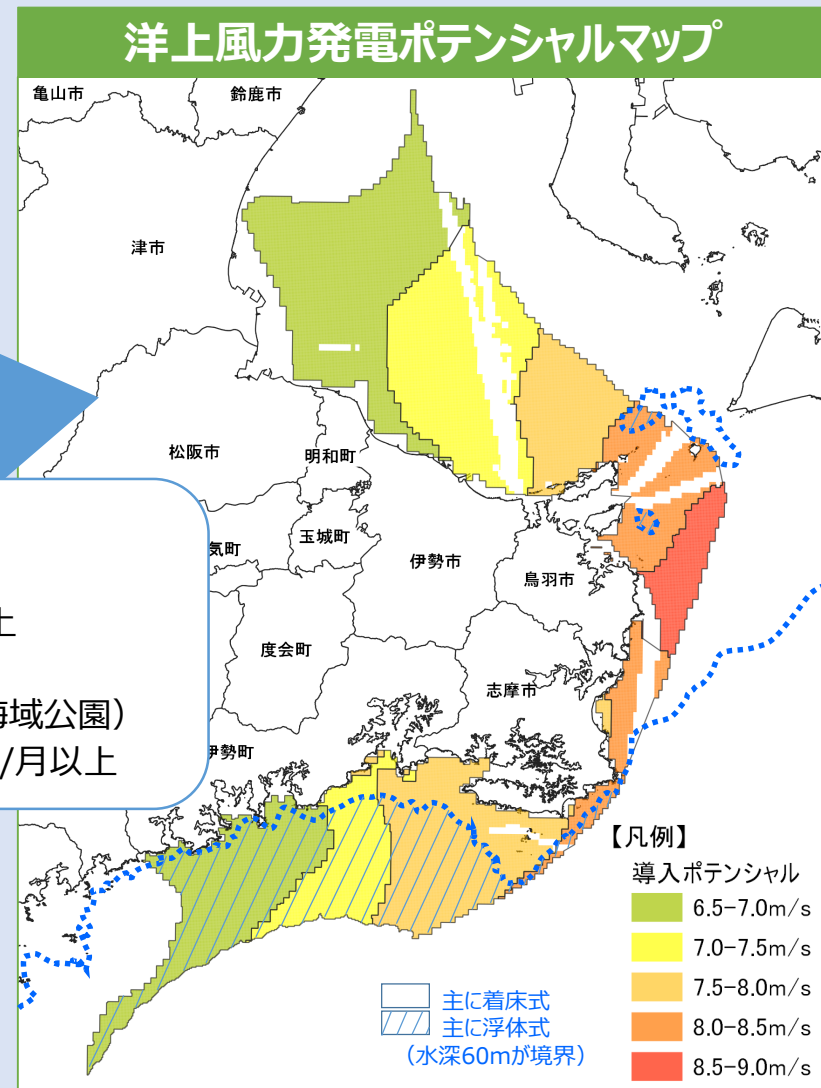 洋上風力発電ポテンシャルマップ
亀山市
鈴鹿市
津市
松阪市
明和町
気町
玉城町
伊勢市
鳥羽市
上
度会町
志摩市
海域公園)
伊勢町
/月以上
【凡例】
導入ポテンシャル
6.5-7.0m/s
7.0-7.5m/s
7.5-8.0m/s
8.0-8.5m/s
8.5-9.0m/s
主に着床式
主に浮体式
(水深60mが境界)